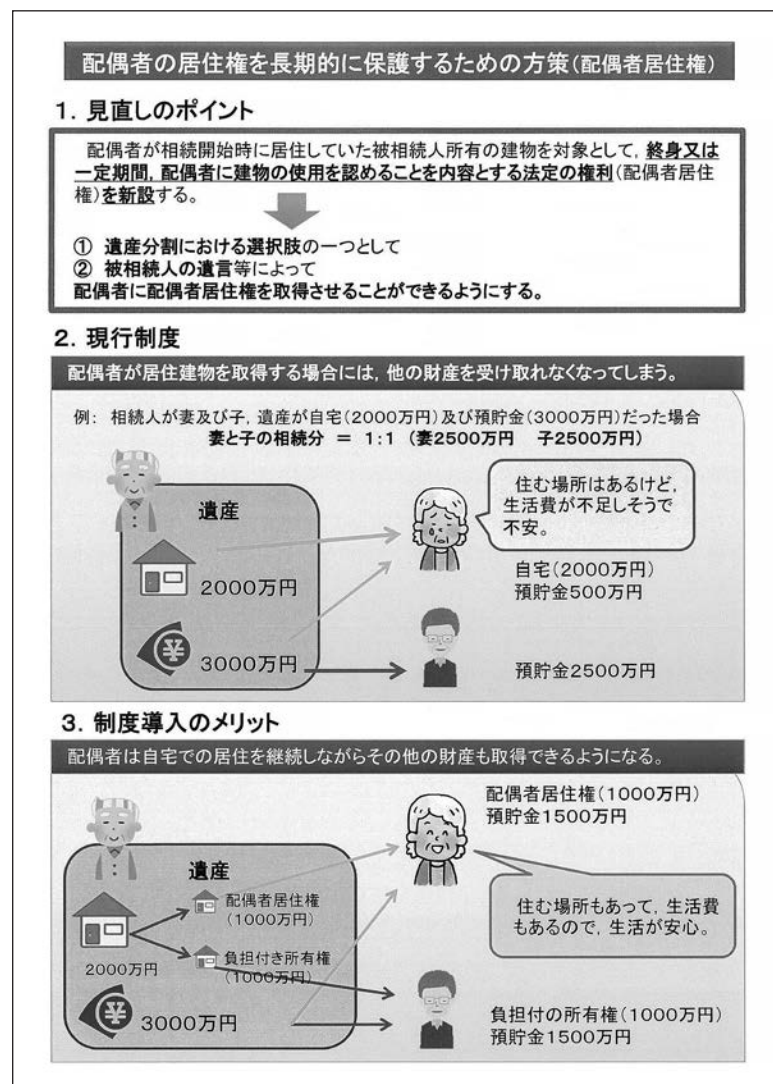 配偶者の居住権を長期的に保護するための方策(配偶者居住権)
1. 見直しのポイント
配偶者が相続開始時に居住していた被相続人所有の建物を対象として，終身又は
一定期間，配偶者に建物の使用を認めることを内容とする法定の権利(配偶者居住
権)を新設する。
① 遺産分割における選択肢の一つとして
② 被相続人の遺言等によって
配偶者に配偶者居住権を取得させることができるようにする。
2. 現行制度
配偶者が居住建物を取得する場合には，他の財産を受け取れなくなってしまう。
例: 相続人が妻及び子，遺産が自宅(2000万円)及び預貯金(3000万円)だった場合
妻と子の相続分 = 1:1 (妻2500万円 子2500万円)
遺産
2000万円
¥
3000万円
住む場所はあるけど，
生活費が不足しそうで
不安。
自宅(2000万円)
預貯金500万円
預貯金2500万円
3. 制度導入のメリット
配偶者は自宅での居住を継続しながらその他の財産も取得できるようになる。
遺産
2000万円
配偶者居住権
(1000万円)
負担付き所有権
(1000万円)
¥
3000万円
配偶者居住権(1000万円)
預貯金1500万円
住む場所もあって，生活費
もあるので，生活が安心。
負担付の所有権(1000万円)
預貯金1500万円